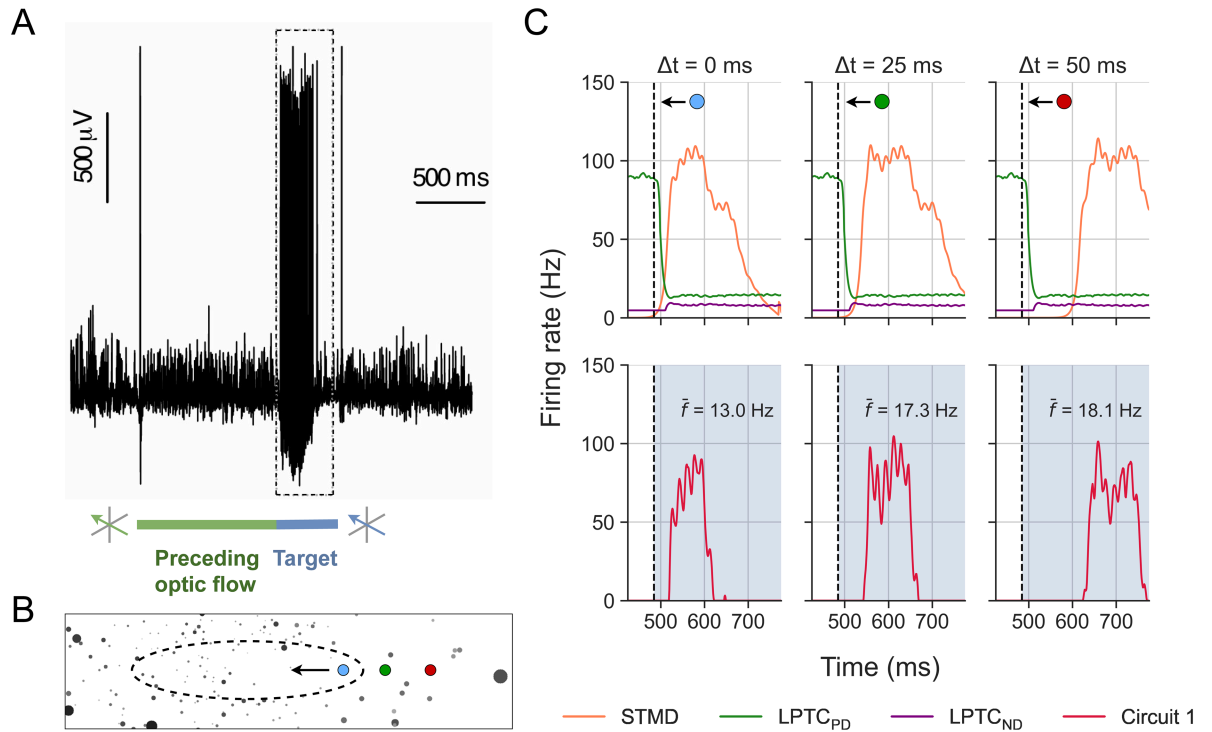 A
500 µV
500 ms
Preceding
optic flow
Target
B
C
Firing rate (Hz)
Δt = 0 ms
Δt = 25 ms
Δt = 50 ms
150
100
50
0
150
100
50
0
f̄ = 13.0 Hz
f̄ = 17.3 Hz
f̄ = 18.1 Hz
500 600 700
500 600 700
500 600 700
Time (ms)
STMD
LPTC_PD
LPTC_ND
Circuit 1